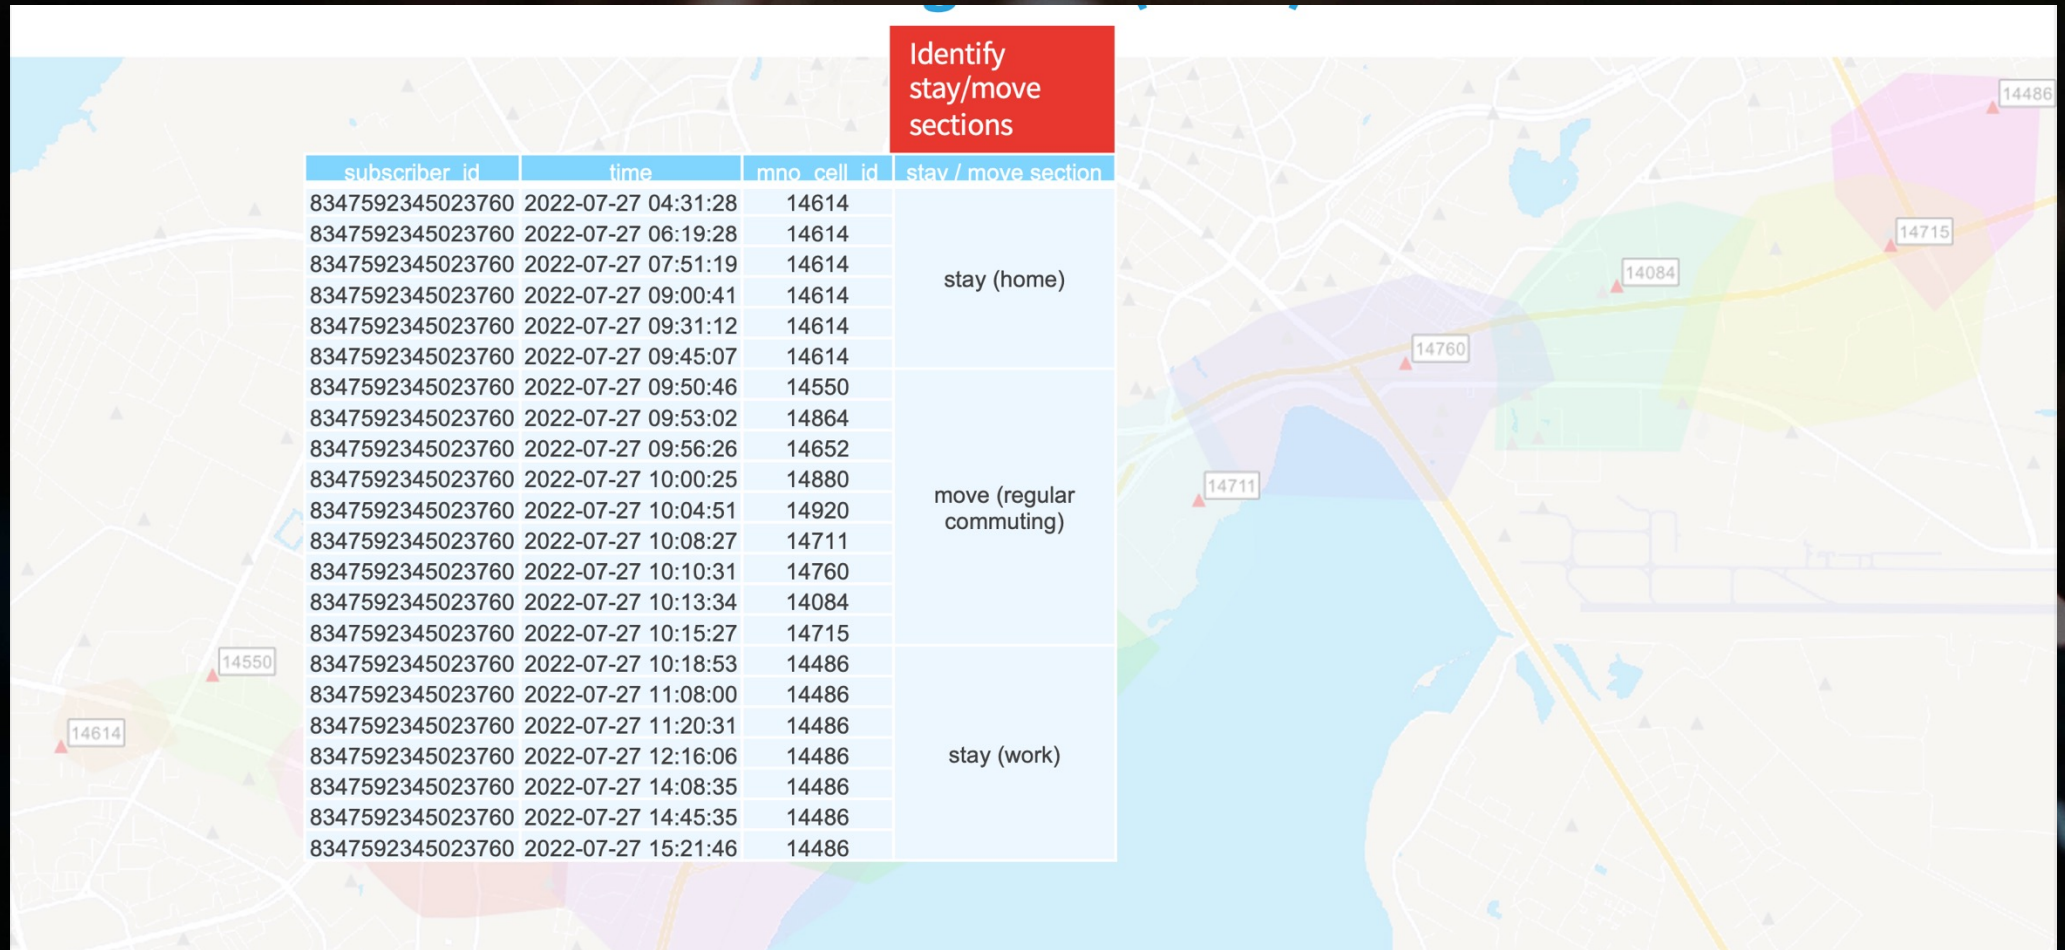 Identify
stay/move
sections
subscriber_id time mno_cell_id stay / move section
8347592345023760 2022-07-27 04:31:28 14614
8347592345023760 2022-07-27 06:19:28 14614
8347592345023760 2022-07-27 07:51:19 14614
stay (home)
8347592345023760 2022-07-27 09:00:41 14614
8347592345023760 2022-07-27 09:31:12 14614
8347592345023760 2022-07-27 09:45:07 14614
8347592345023760 2022-07-27 09:50:46 14550
8347592345023760 2022-07-27 09:53:02 14864
8347592345023760 2022-07-27 09:56:26 14652
8347592345023760 2022-07-27 10:00:25 14880
move (regular
commuting)
8347592345023760 2022-07-27 10:04:51 14920
8347592345023760 2022-07-27 10:08:27 14711
8347592345023760 2022-07-27 10:10:31 14760
8347592345023760 2022-07-27 10:13:34 14084
8347592345023760 2022-07-27 10:15:27 14715
8347592345023760 2022-07-27 10:18:53 14486
8347592345023760 2022-07-27 11:08:00 14486
8347592345023760 2022-07-27 11:20:31 14486
8347592345023760 2022-07-27 12:16:06 14486
stay (work)
8347592345023760 2022-07-27 14:08:35 14486
8347592345023760 2022-07-27 14:45:35 14486
8347592345023760 2022-07-27 15:21:46 14486
14486
14715
14084
14760
14711
14550
14614